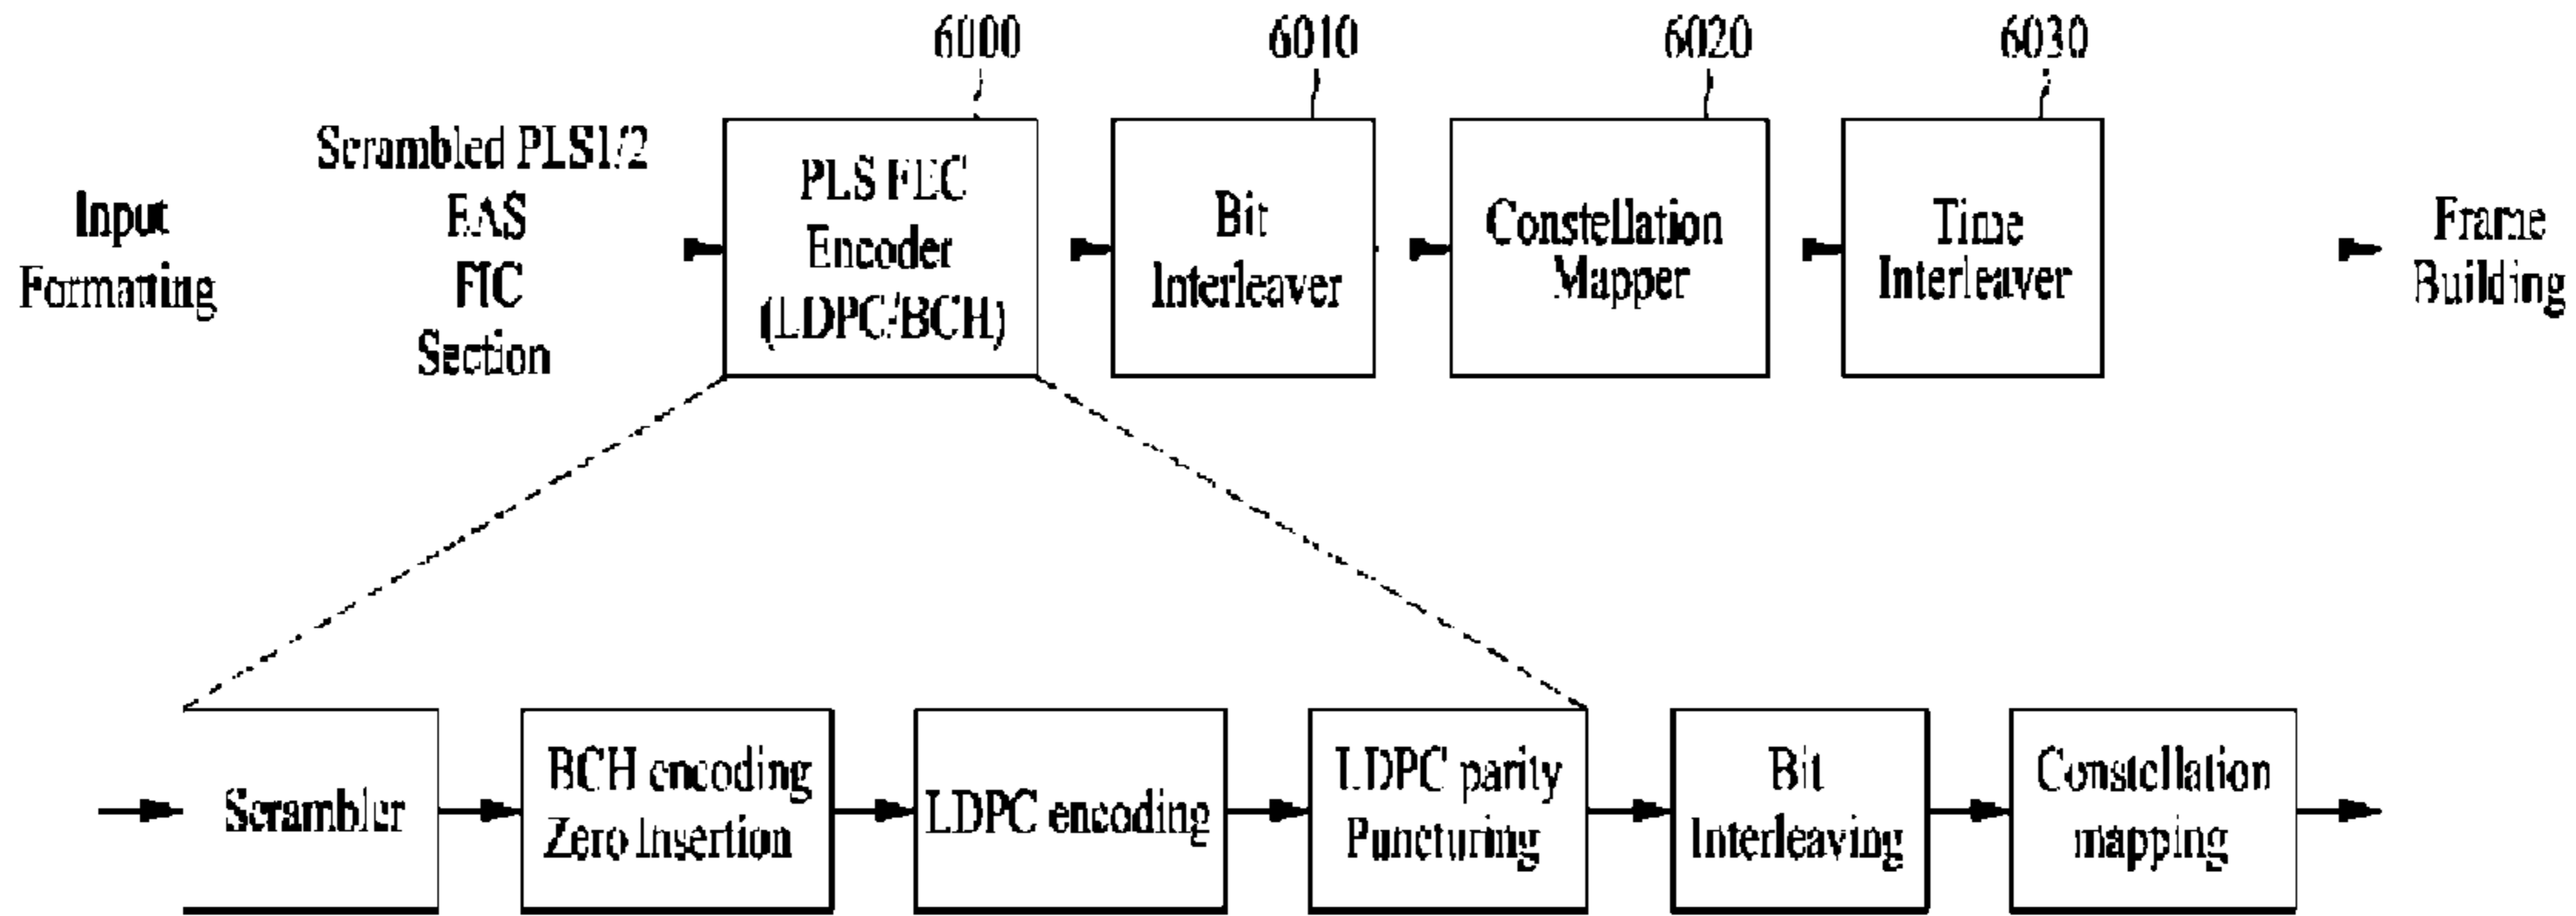 6000
6010
6020
6030
Input
Formatting
Scrambled PLS1/2
EAS
FIC
Section
PLS FEC
Encoder
(LDPC/BCH)
Bit
Interleaver
Constellation
Mapper
Time
Interleaver
Frame
Building
Scrambler
BCH encoding
Zero Insertion
LDPC encoding
LDPC parity
Puncturing
Bit
Interleaving
Constellation
mapping